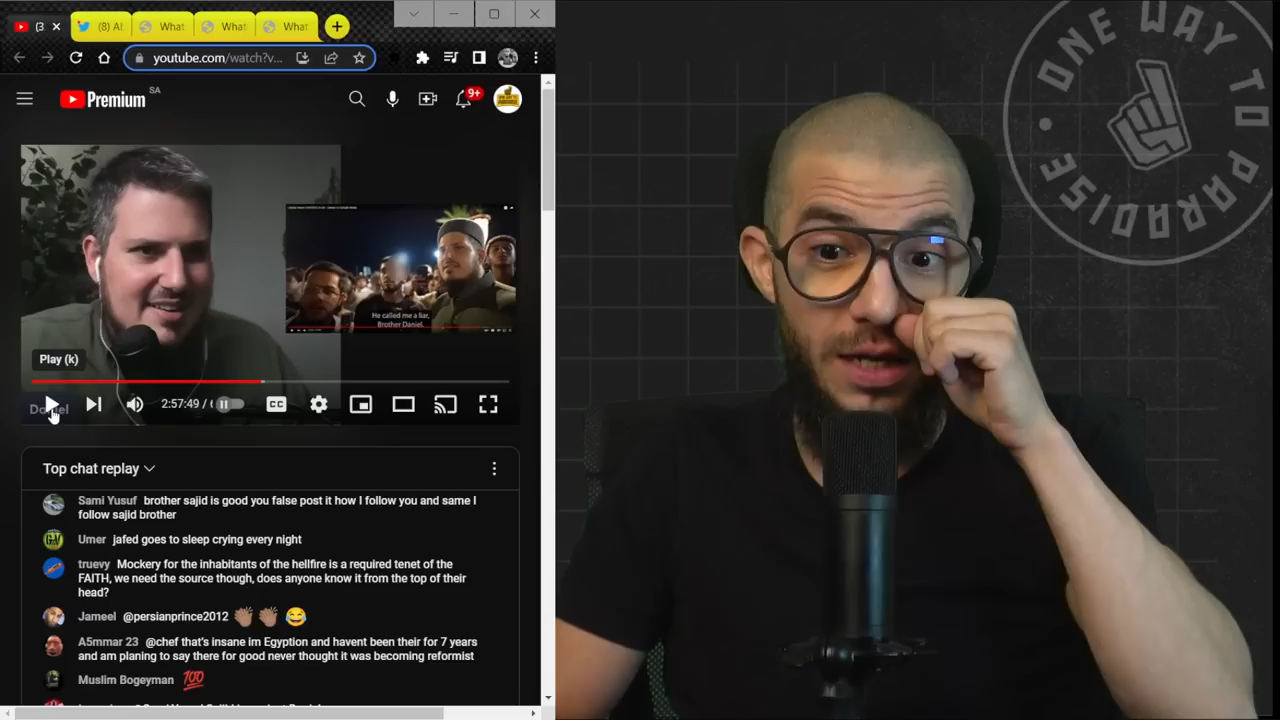 (3
(8) Al
What
What
What
youtube.com/watch?v...
Premium
SA
9+
He called me a liar,
Brother Daniel.
Play (k)
2:57:49 /
CC
Top chat replay
Sami Yusuf brother sajid is good you false post it how I follow you and same I
follow sajid brother
Umer jafed goes to sleep crying every night
truevy Mockery for the inhabitants of the hellfire is a required tenet of the
FAITH, we need the source though, does anyone know it from the top of their
head?
Jameel @persianprince2012 👏🏽 👏🏽 😂
A5mmar 23 @chef that's insane im Egyption and havent been their for 7 years
and am planing to say there for good never thought it was becoming reformist
Muslim Bogeyman 💯
ONE WAY TO PARADISE